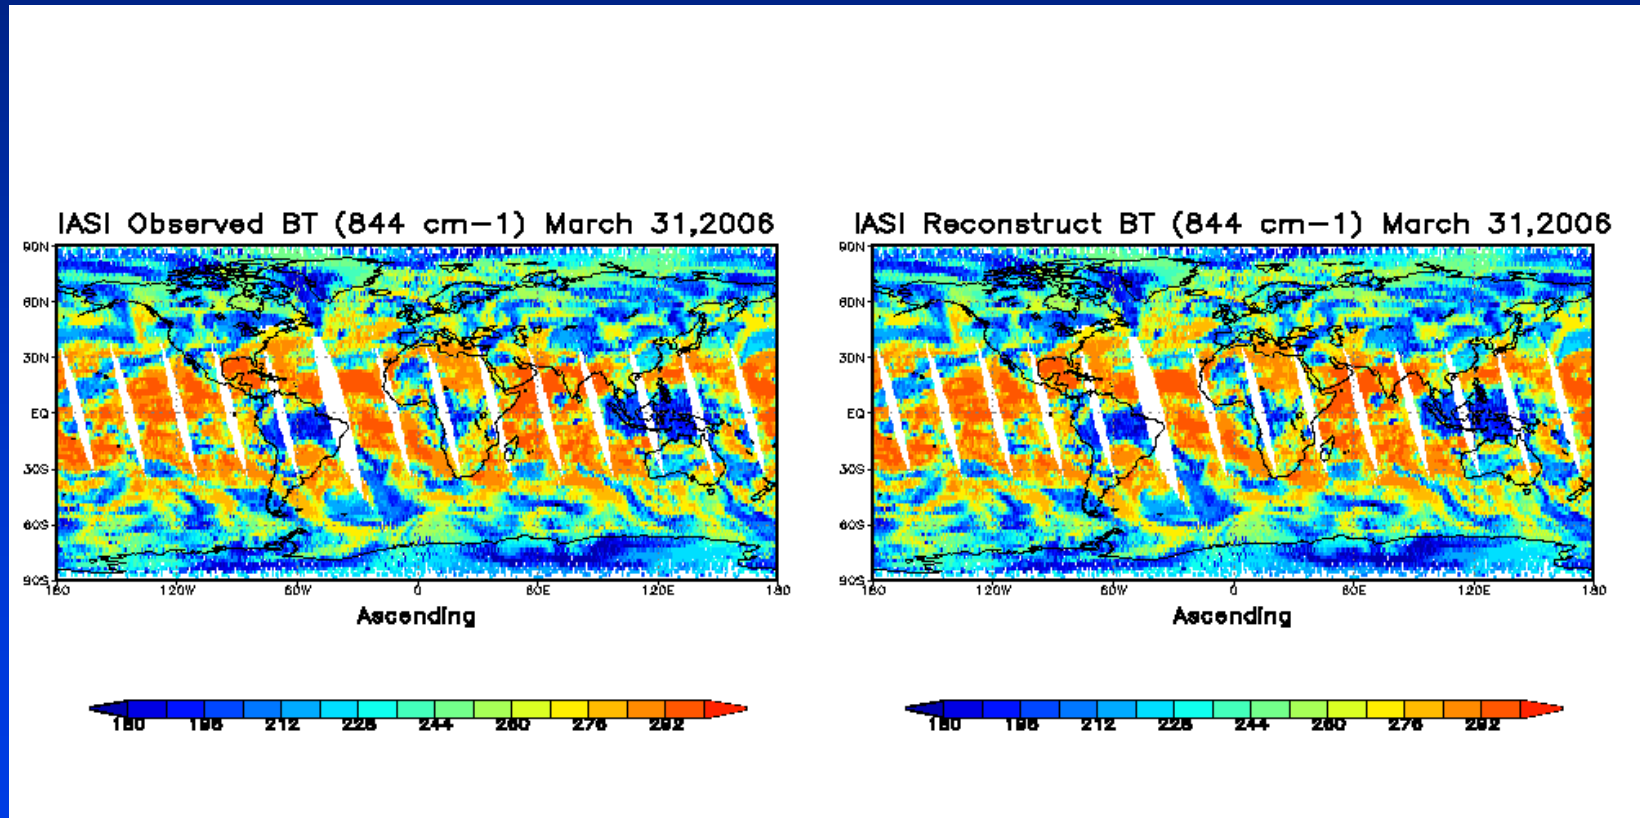 IASI Observed BT (844 cm-1) March 31,2006
90N
60N
30N
EQ
30S
60S
90S
180 120W 60W 0 60E 120E 180
Ascending
180 196 212 228 244 260 276 292
IASI Reconstruct BT (844 cm-1) March 31,2006
90N
60N
30N
EQ
30S
60S
90S
180 120W 60W 0 60E 120E 180
Ascending
180 196 212 228 244 260 276 292